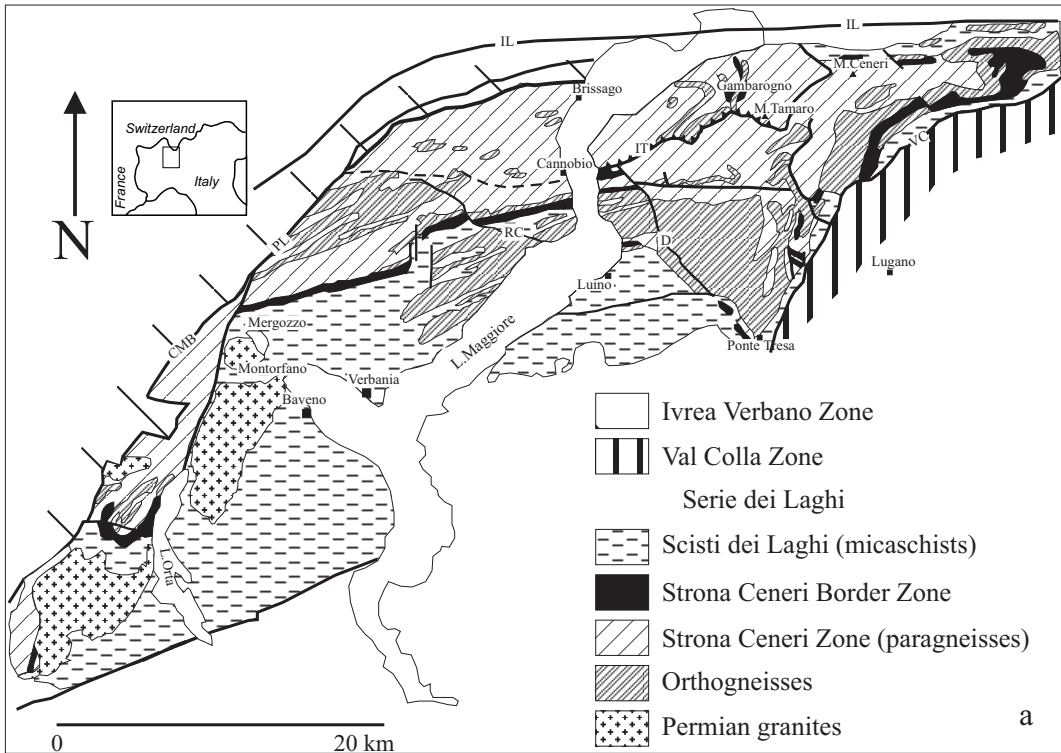 IL
IL
M.Ceneri
Gambarogno
Brissago
M.Tamaro
Switzerland
France
Italy
IT
VC
Cannobio
N
PL
RC
D
Lugano
Luino
Mergozzo
CMB
L.Maggiore
Ponte Tresa
Montorfano
Verbania
Baveno
Ivrea Verbano Zone
Val Colla Zone
Serie dei Laghi
L.Orta
Scisti dei Laghi (micaschists)
Strona Ceneri Border Zone
Strona Ceneri Zone (paragneisses)
Orthogneisses
Permian granites
a
0 20 km